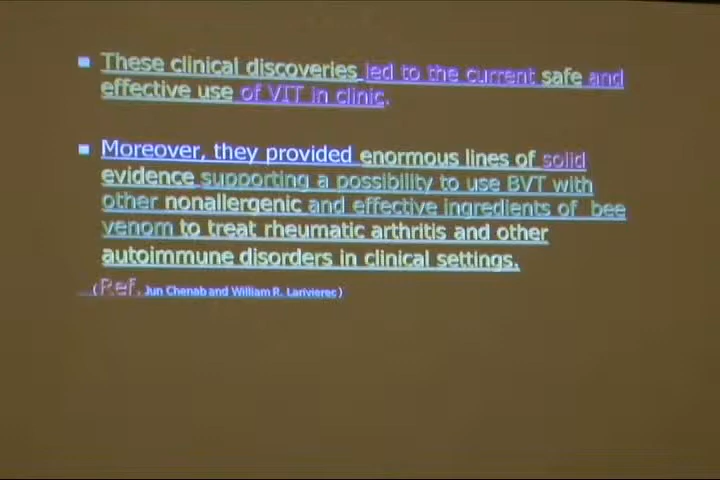 These clinical discoveries led to the current safe and
effective use of VIT in clinic.
Moreover, they provided enormous lines of solid
evidence supporting a possibility to use BVT with
other nonallergenic and effective ingredients of bee
venom to treat rheumatic arthritis and other
autoimmune disorders in clinical settings.
(Ref. Jun Chenab and William R. Larivierec)